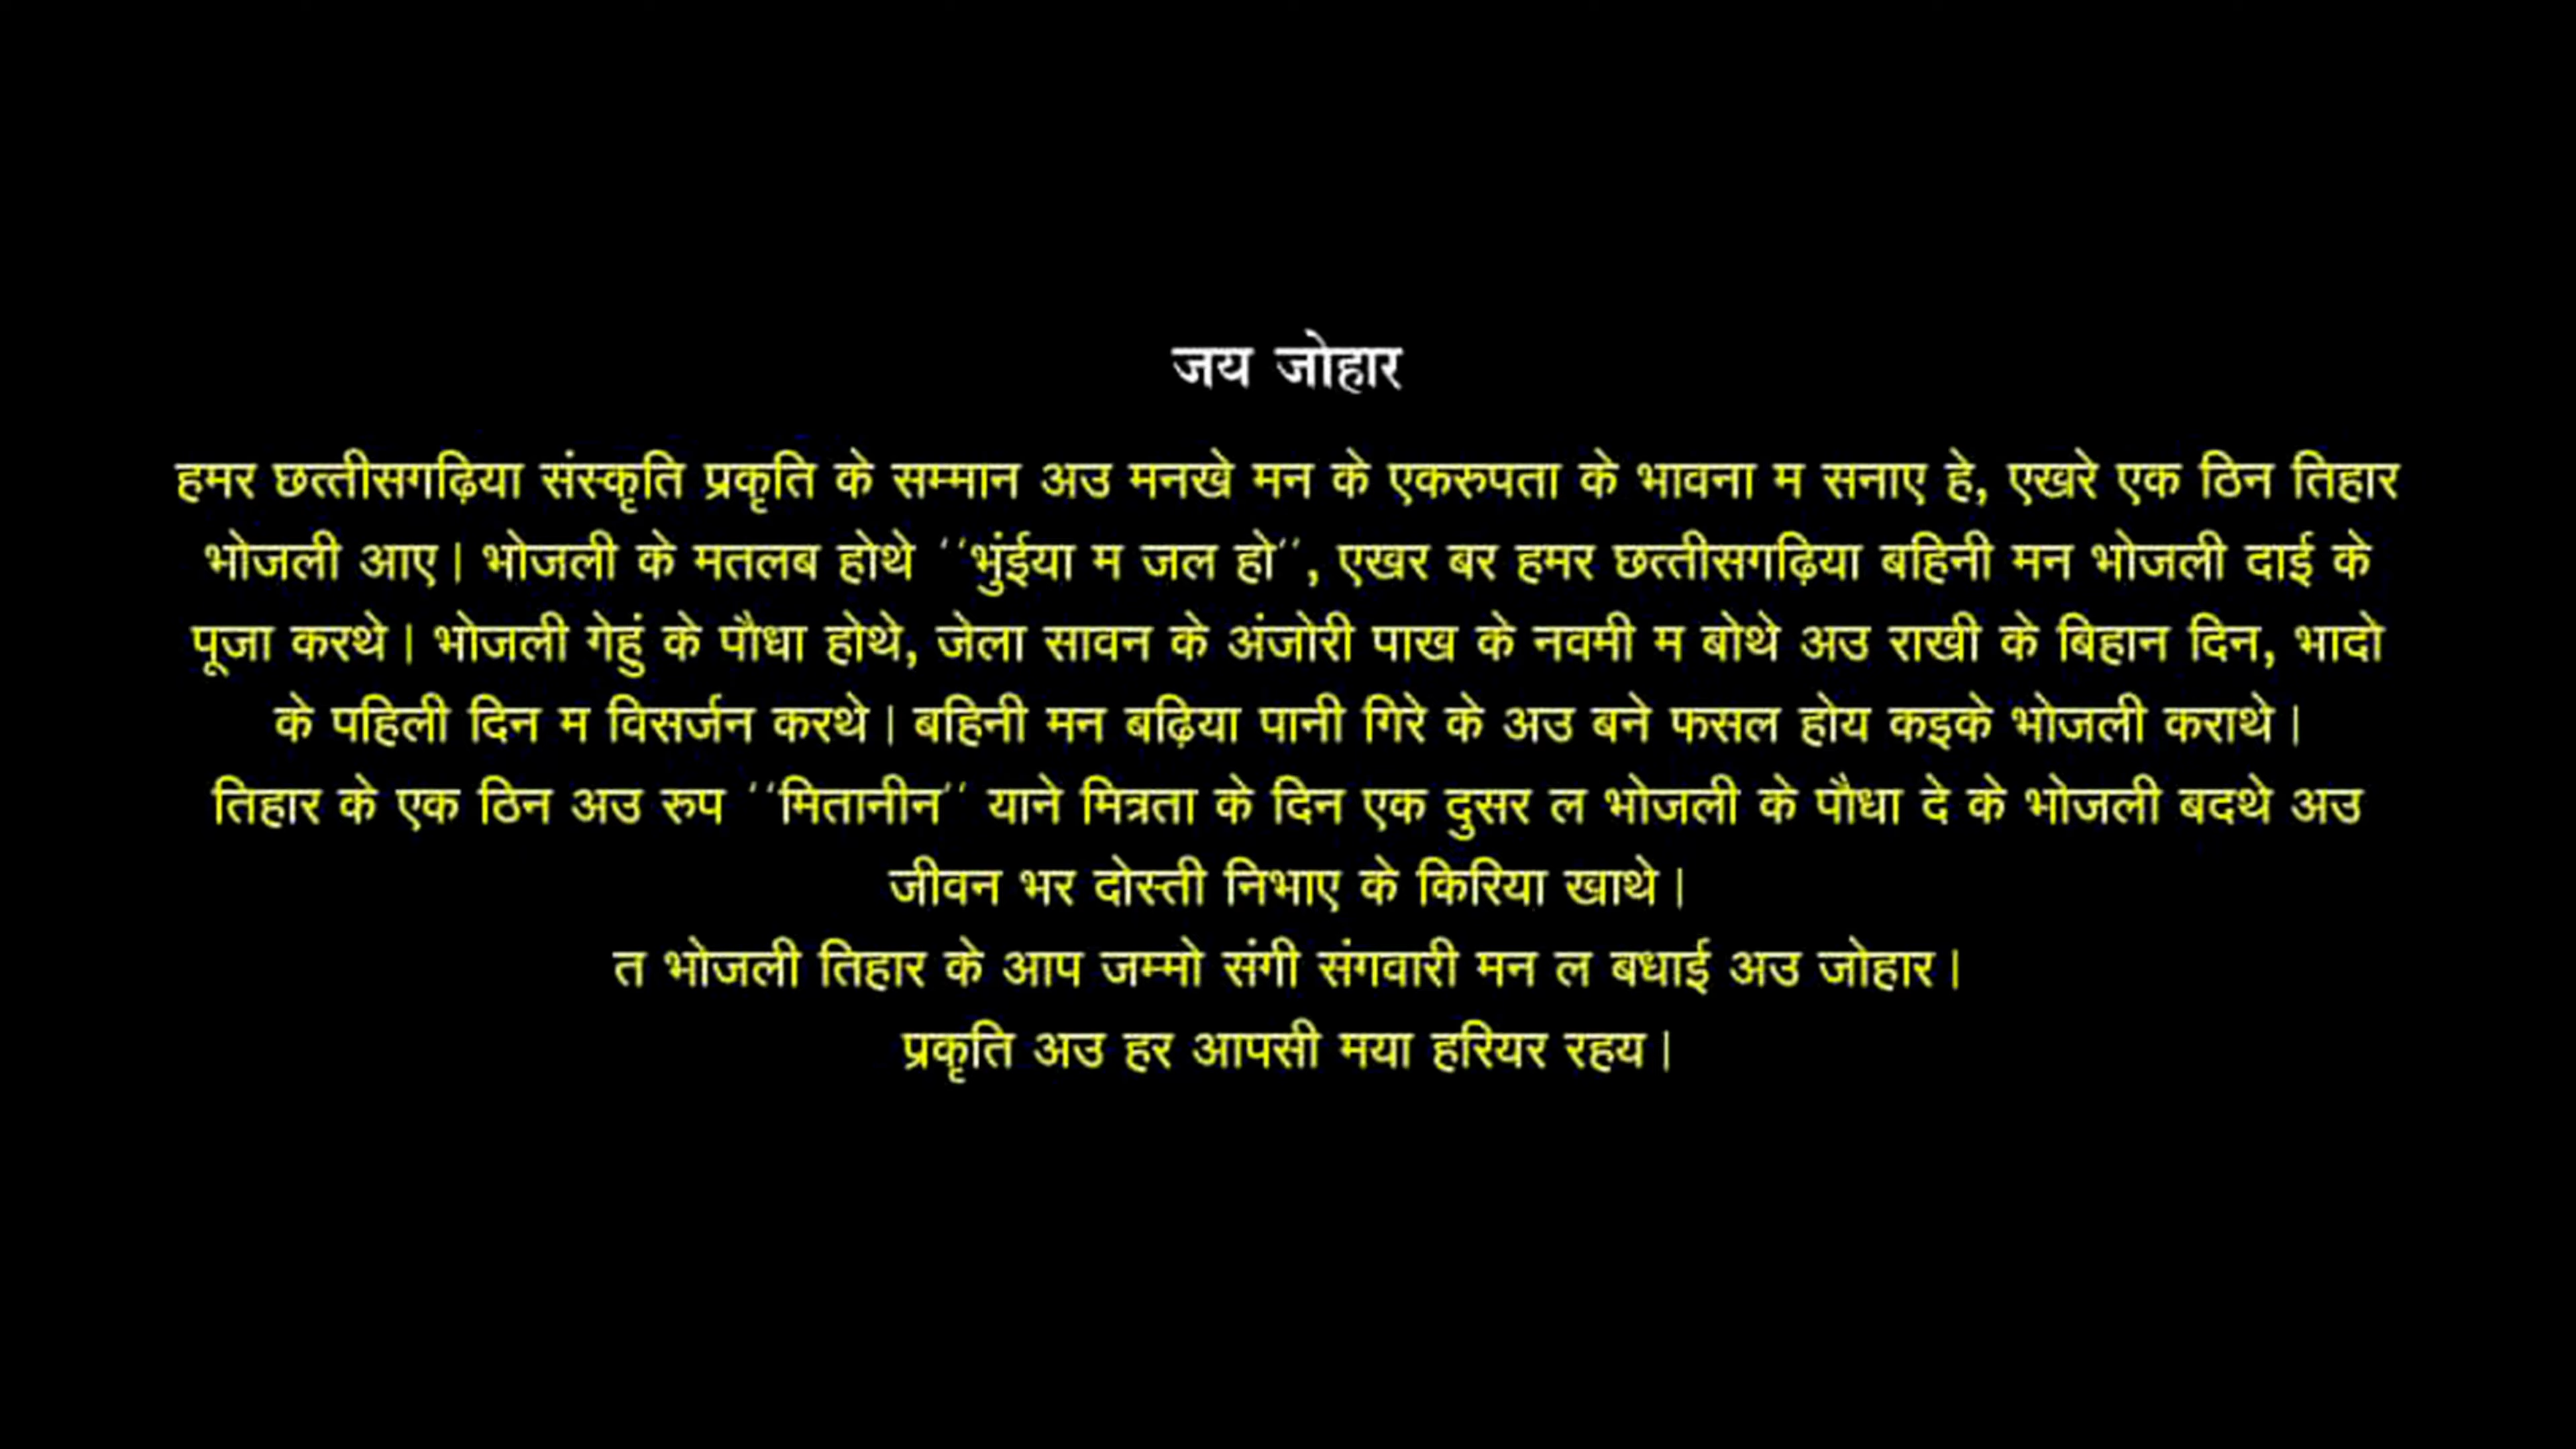 जय जोहार
हमर छत्तीसगढ़िया संस्कृति प्रकृति के सम्मान अउ मनखे मन के एकरुपता के भावना म सनाए हे, एखरे एक ठिन तिहार
भोजली आए। भोजली के मतलब होथे ‘‘भुंईया म जल हो’’, एखर बर हमर छत्तीसगढ़िया बहिनी मन भोजली दाई के
पूजा करथे। भोजली गेहुं के पौधा होथे, जेला सावन के अंजोरी पाख के नवमी म बोथे अउ राखी के बिहान दिन, भादो
के पहिली दिन म विसर्जन करथे। बहिनी मन बढ़िया पानी गिरे के अउ बने फसल होय कइके भोजली कराथे।
तिहार के एक ठिन अउ रुप ‘‘मितानीन’’ याने मित्रता के दिन एक दुसर ल भोजली के पौधा दे के भोजली बदथे अउ
जीवन भर दोस्ती निभाए के किरिया खाथे।
त भोजली तिहार के आप जम्मो संगी संगवारी मन ल बधाई अउ जोहार।
प्रकृति अउ हर आपसी मया हरियर रहय।